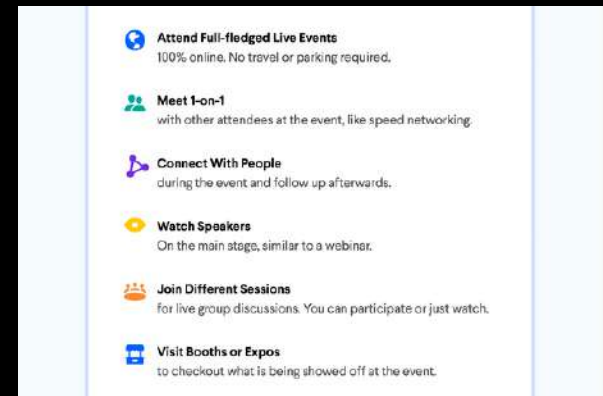 Attend Full-fledged Live Events
100% online. No travel or parking required.
Meet 1-on-1
with other attendees at the event, like speed networking.
Connect With People
during the event and follow up afterwards.
Watch Speakers
On the main stage, similar to a webinar.
Join Different Sessions
for live group discussions. You can participate or just watch.
Visit Booths or Expos
to checkout what is being showed off at the event.